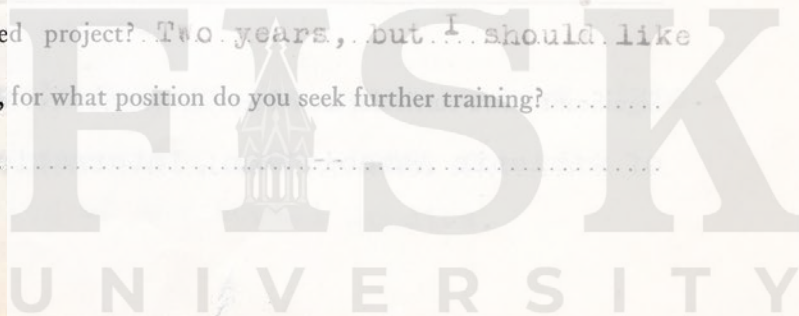 ed project? Two years, but I should like
, for what position do you seek further training?..........
FISK
UNIVERSITY